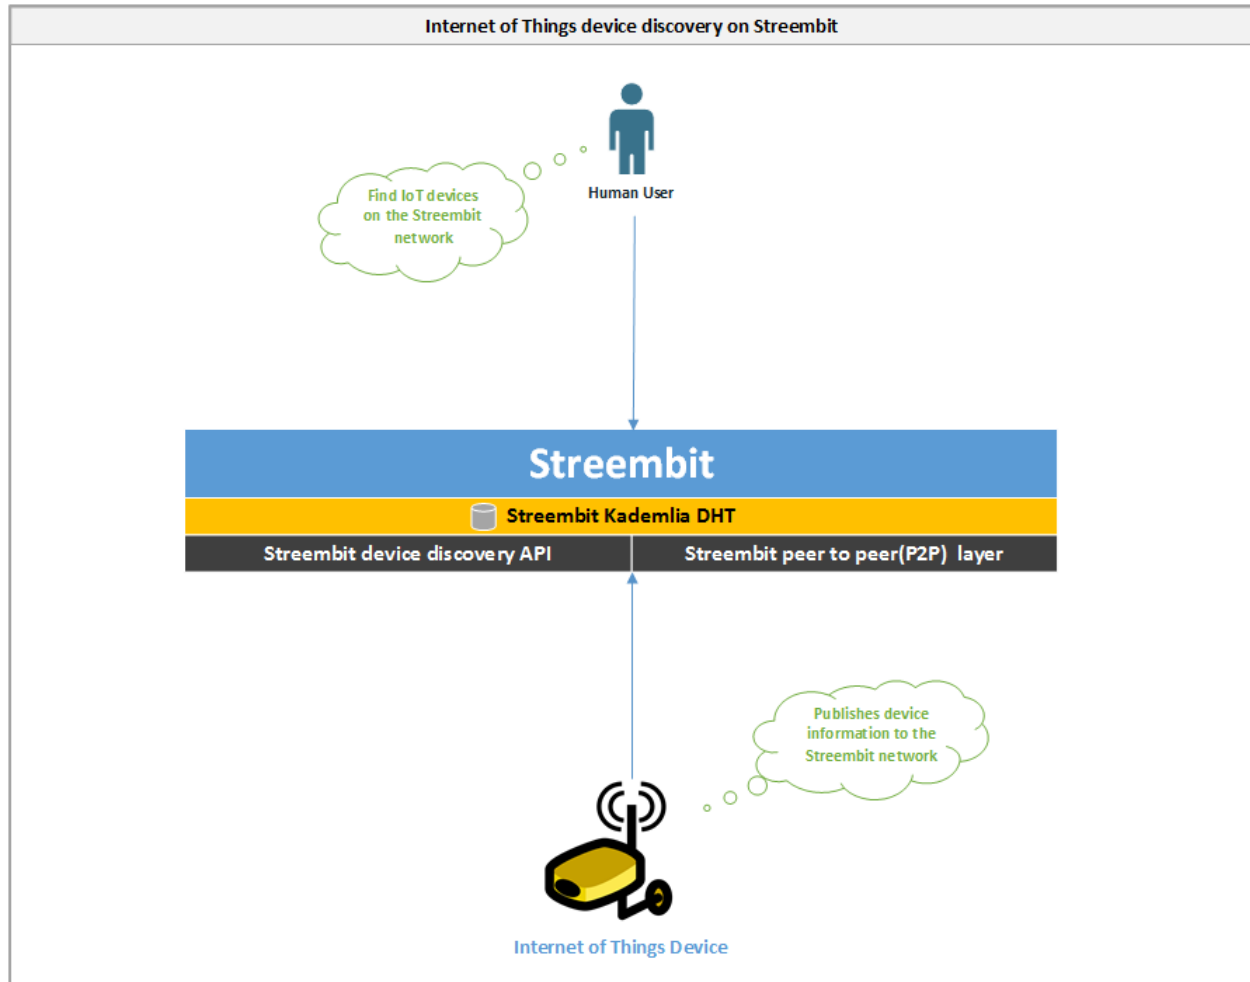 Internet of Things device discovery on Streembit
Find IoT devices
on the Streembit
network
Human User
Streembit
Streembit Kademlia DHT
Streembit device discovery API
Streembit peer to peer(P2P) layer
Publishes device
information to the
Streembit network
Internet of Things Device